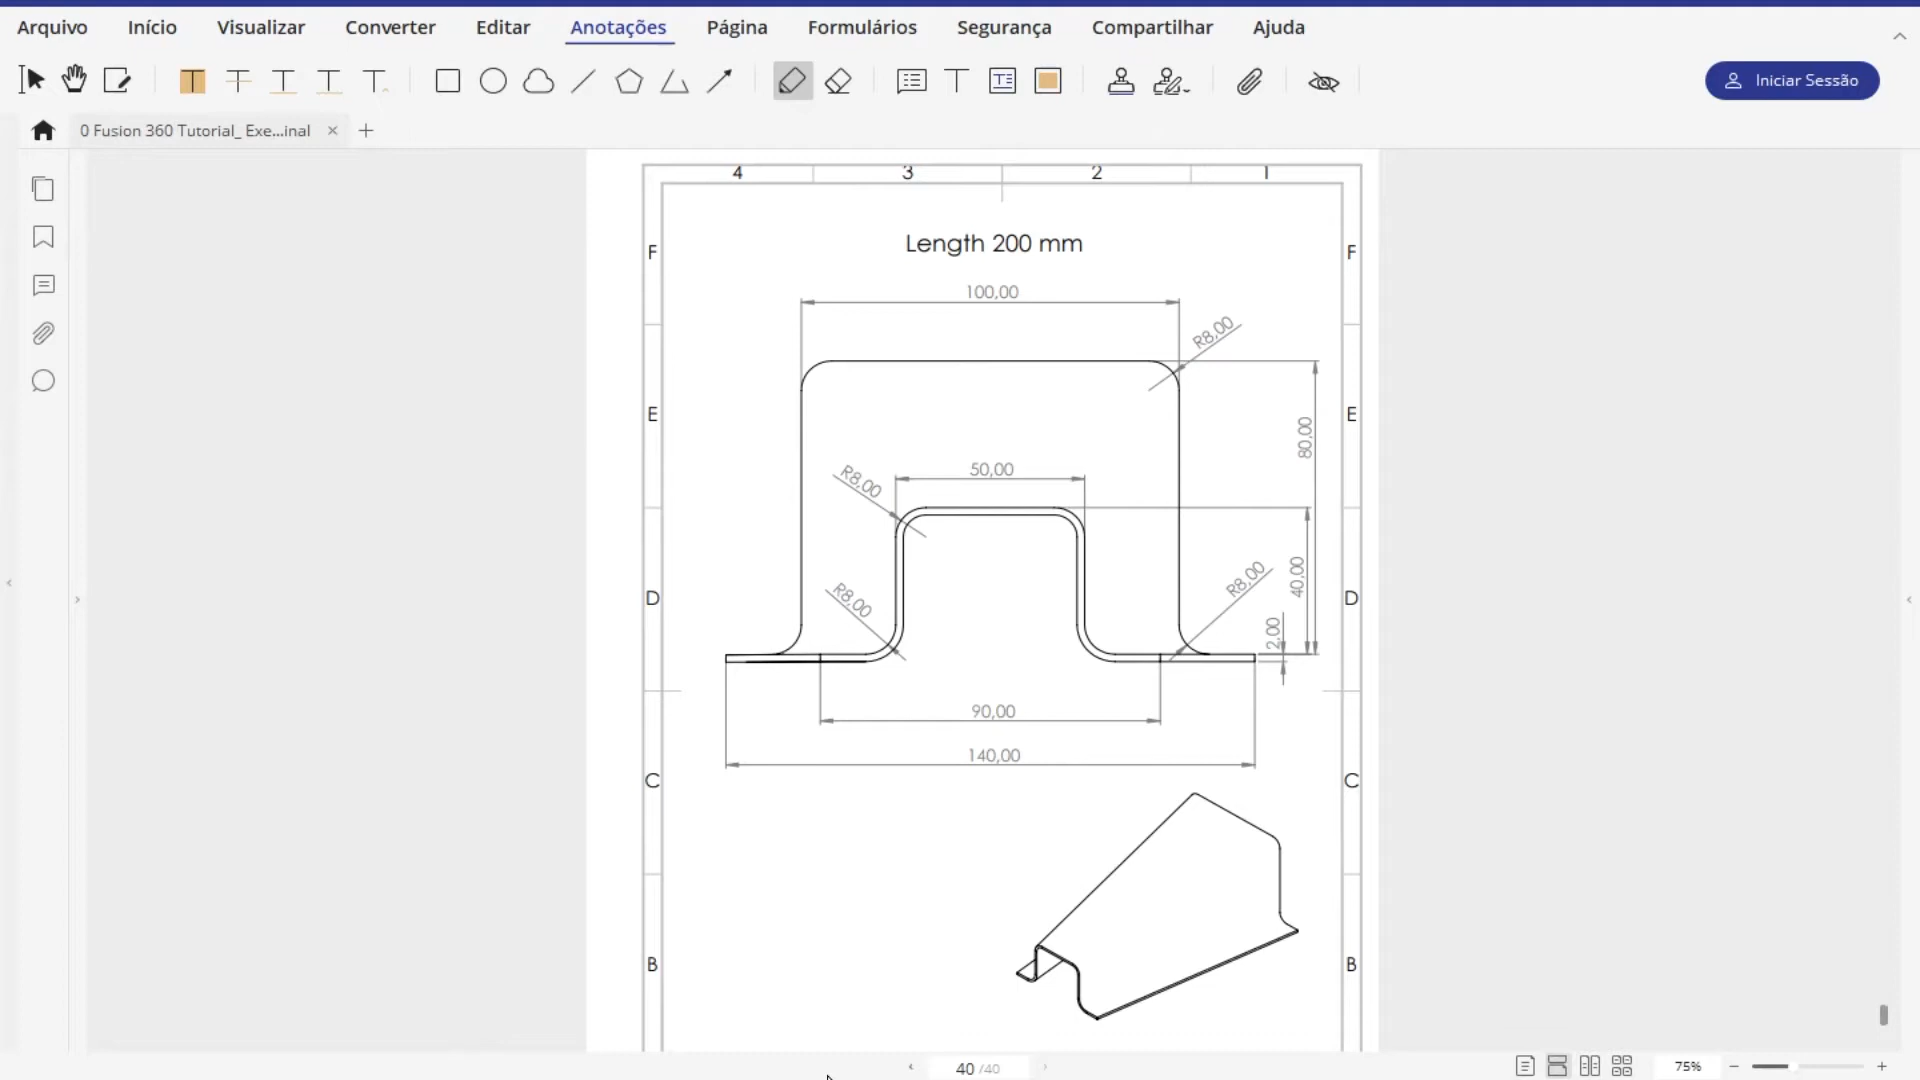 Arquivo Início Visualizar Converter Editar Anotações Página Formulários Segurança Compartilhar Ajuda
Iniciar Sessão
0 Fusion 360 Tutorial_ Exe...inal
4 3 2 1
F F
Length 200 mm
100,00
R8,00
E E
80,00
50,00
R8,00
40,00
R8,00
R8,00
D D
2,00
90,00
140,00
C C
B B
40 /40
75%